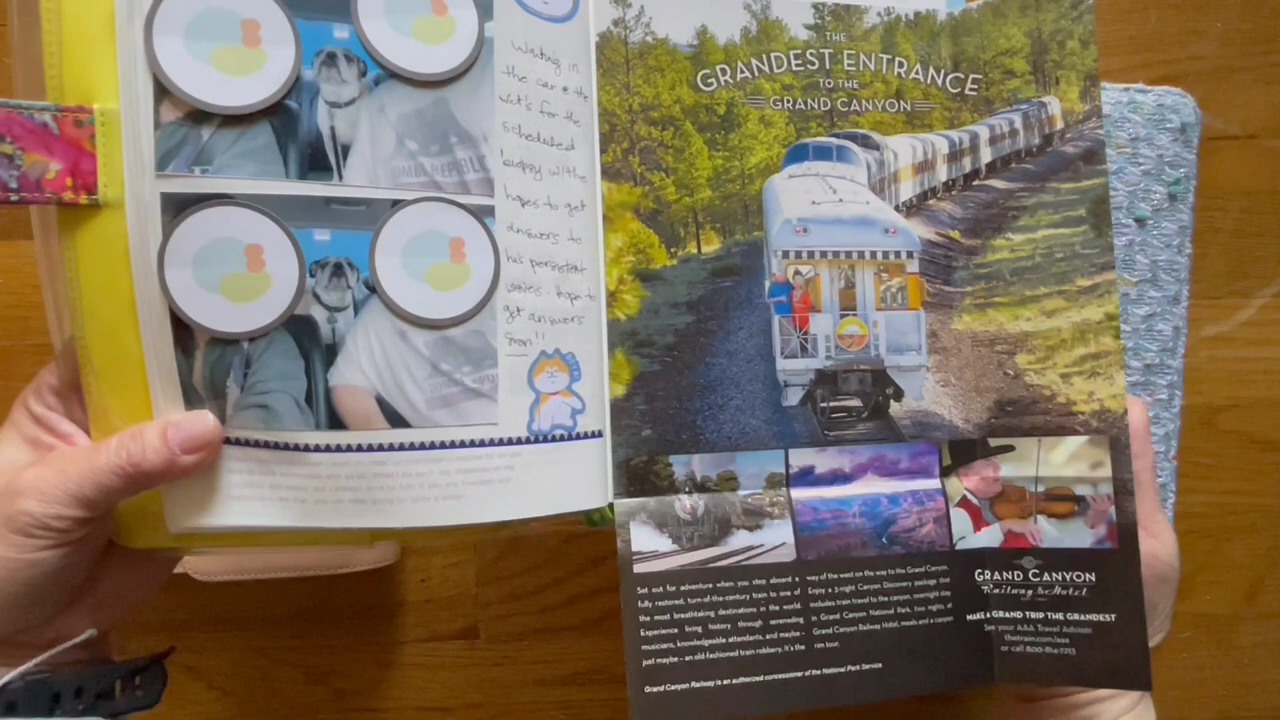 Waiting in
the car @ the
vet's for the
scheduled
biopsy w/the
hopes to get
answers to
his persistent
. Hope to
get answers
soon!!
THE
GRANDEST ENTRANCE
TO THE
GRAND CANYON
Set out for adventure when you step aboard a
fully restored, turn-of-the-century train to one of
the most breathtaking destinations in the world.
Experience living history through serenading
musicians, knowledgeable attendants, and maybe –
just maybe – an old-fashioned train robbery. It's the
way of the west on the way to the Grand Canyon.
Enjoy a 3-night Canyon Discovery package that
includes train travel to the canyon, overnight stay
in Grand Canyon National Park, two nights at
Grand Canyon Railway Hotel, meals and a canyon
rim tour.
Grand Canyon Railway is an authorized concessioner of the National Park Service
GRAND CANYON
Railway & Hotel
MAKE A GRAND TRIP THE GRANDEST
See your AAA Travel Advisor:
thetrain.com/aaa
or call 800-814-7213